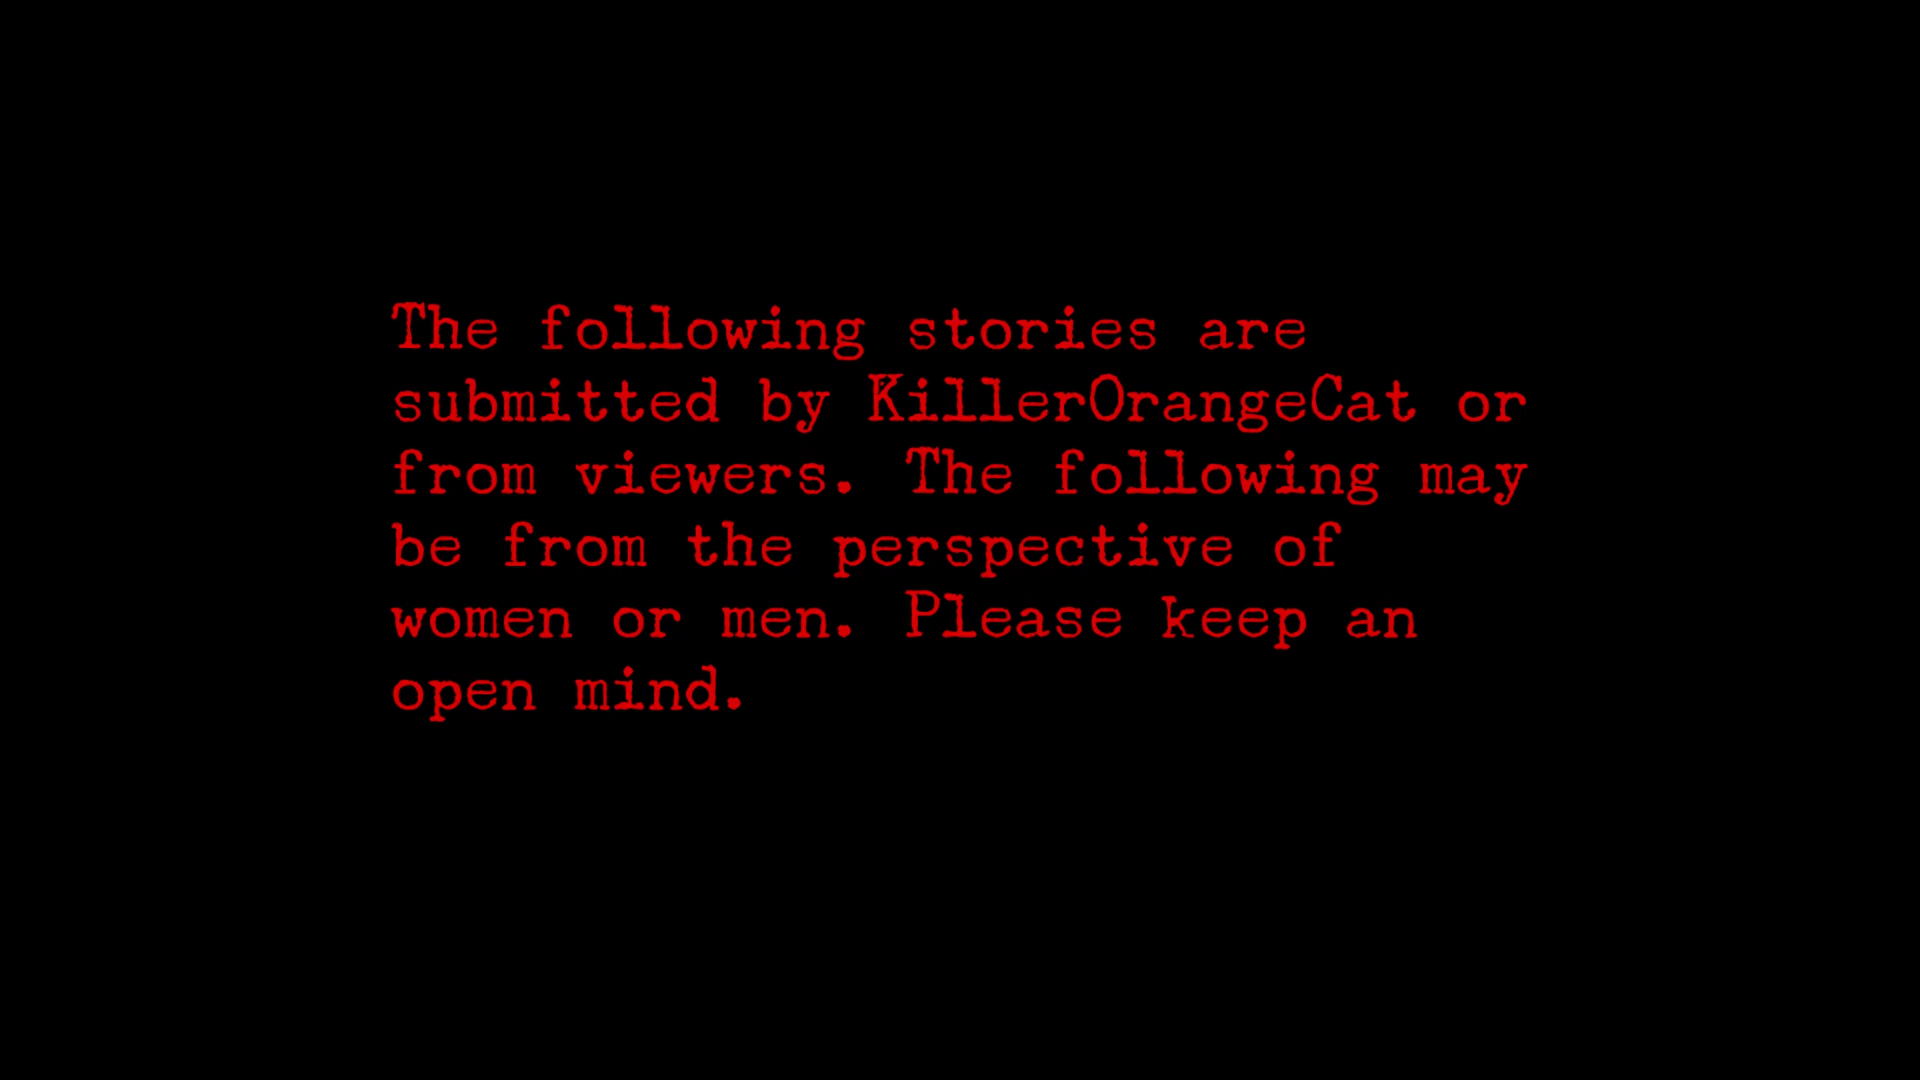 The following stories are
submitted by KillerOrangeCat or
from viewers. The following may
be from the perspective of
women or men. Please keep an
open mind.